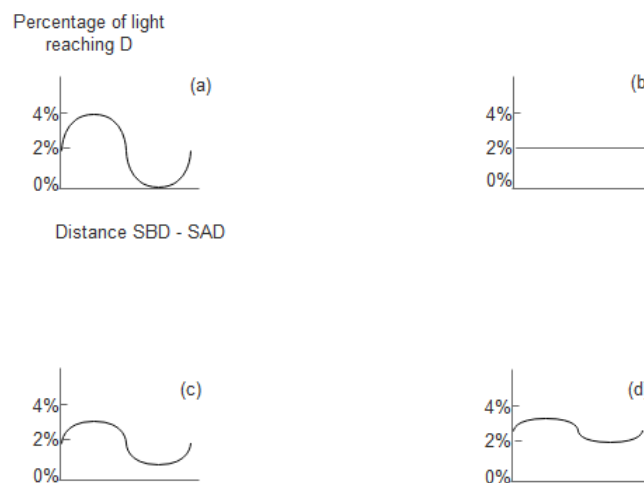 Percentage of light
reaching D
(a)
4%
2%
0%
Distance SBD - SAD
(b
4%
2%
0%
(c)
4%
2%
0%
(d
4%
2%
0%